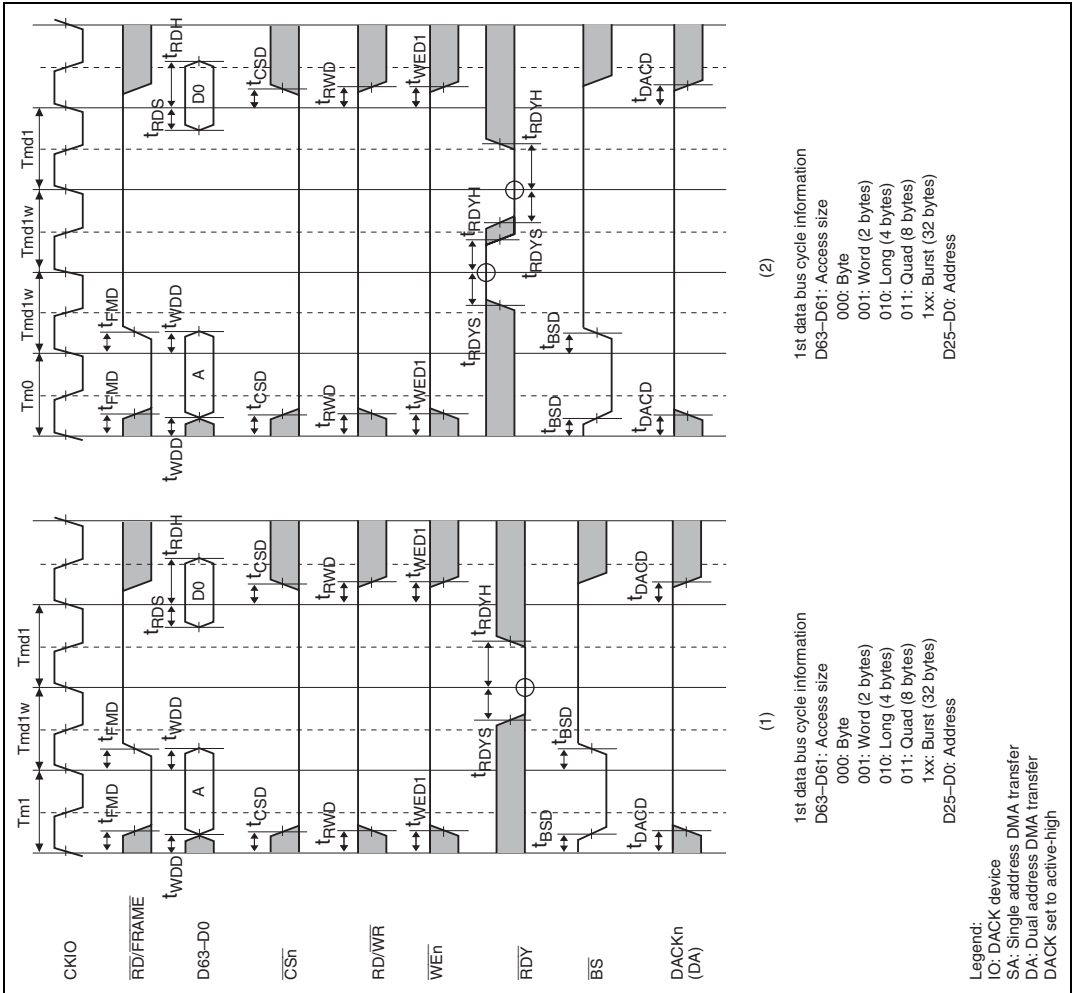 CKIO
RD/FRAME
D63–D0
CSn
RD/WR
WEn
RDY
BS
DACKn
(DA)
Tm1
Tmd1w
Tmd1
tFMD
tFMD
tWDD
tWDD
A
tRDS
tRDH
D0
tCSD
tCSD
tRWD
tRWD
tWED1
tWED1
tRDYS
tRDYH
tBSD
tBSD
tDACD
tDACD
(1)
1st data bus cycle information
D63–D61: Access size
000: Byte
001: Word (2 bytes)
010: Long (4 bytes)
011: Quad (8 bytes)
1xx: Burst (32 bytes)
D25–D0: Address
Tm0
Tmd1w
Tmd1w
Tmd1
tFMD
tFMD
tWDD
tWDD
A
tRDS
tRDH
D0
tCSD
tCSD
tRWD
tRWD
tWED1
tWED1
tRDYS
tRDYH
tRDYS
tRDYH
tBSD
tBSD
tDACD
tDACD
(2)
1st data bus cycle information
D63–D61: Access size
000: Byte
001: Word (2 bytes)
010: Long (4 bytes)
011: Quad (8 bytes)
1xx: Burst (32 bytes)
D25–D0: Address
Legend:
IO: DACK device
SA: Single address DMA transfer
DA: Dual address DMA transfer
DACK set to active-high